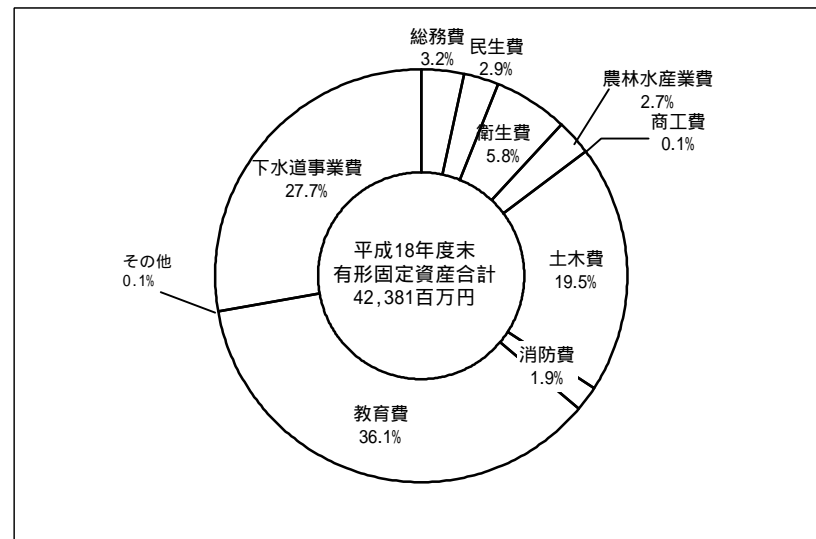 総務費
3.2%
民生費
2.9%
衛生費
5.8%
農林水産業費
2.7%
商工費
0.1%
土木費
19.5%
消防費
1.9%
教育費
36.1%
その他
0.1%
下水道事業費
27.7%
平成18年度末
有形固定資産合計
42,381百万円